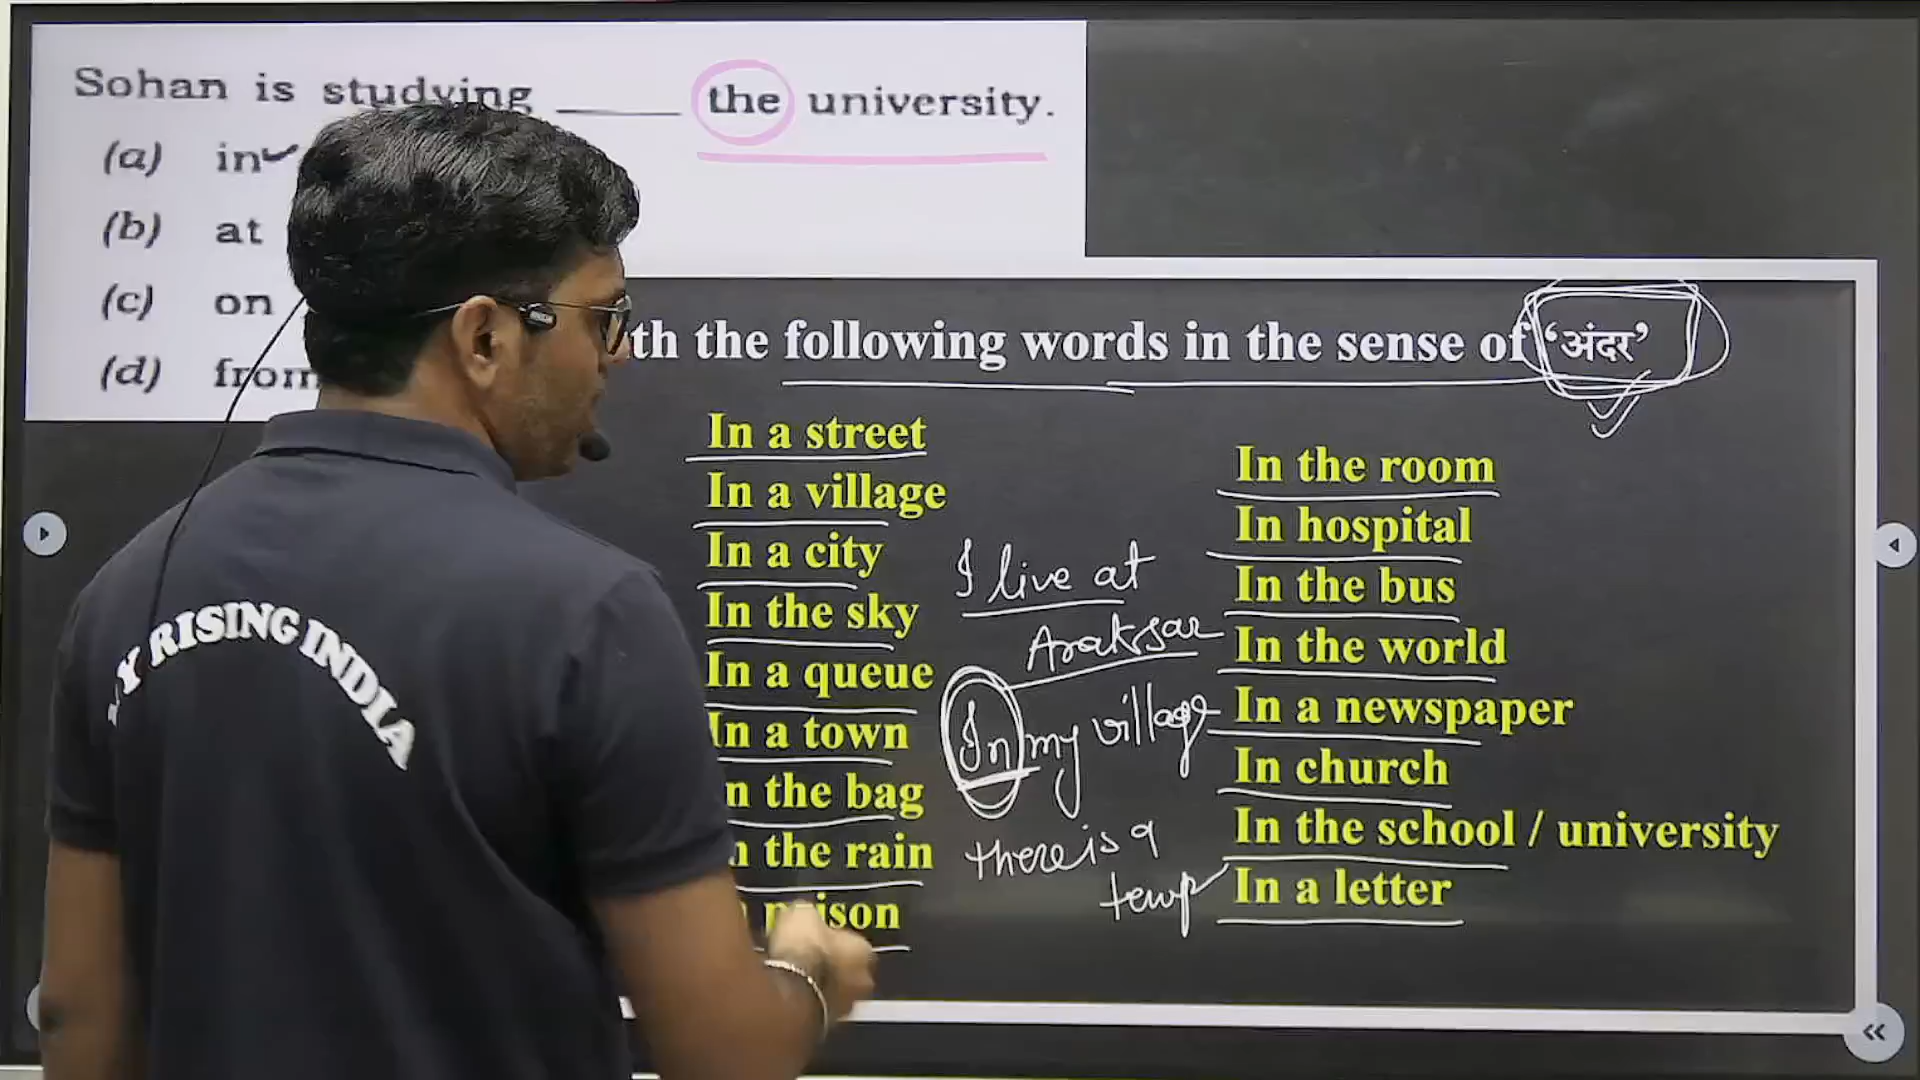 Sohan is studying ____ the university.
(a) in
(b) at
(c) on
(d) from
the following words in the sense of ‘अंदर’
In a street
In a village
In a city
In the sky
In a queue
In a town
the bag
the rain
I live at
Araksar
In my village
there is a
temp
In the room
In hospital
In the bus
In the world
In a newspaper
In church
In the school / university
In a letter
RISING INDIA